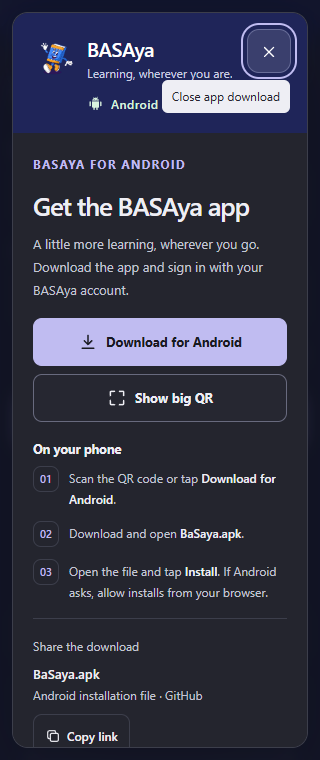 BASAya
Learning, wherever you are.
Android
Close app download
BASAYA FOR ANDROID
Get the BASAya app
A little more learning, wherever you go.
Download the app and sign in with your
BASAya account.
Download for Android
Show big QR
On your phone
01 Scan the QR code or tap Download for
Android.
02 Download and open BaSaya.apk.
03 Open the file and tap Install. If Android
asks, allow installs from your browser.
Share the download
BaSaya.apk
Android installation file · GitHub
Copy link